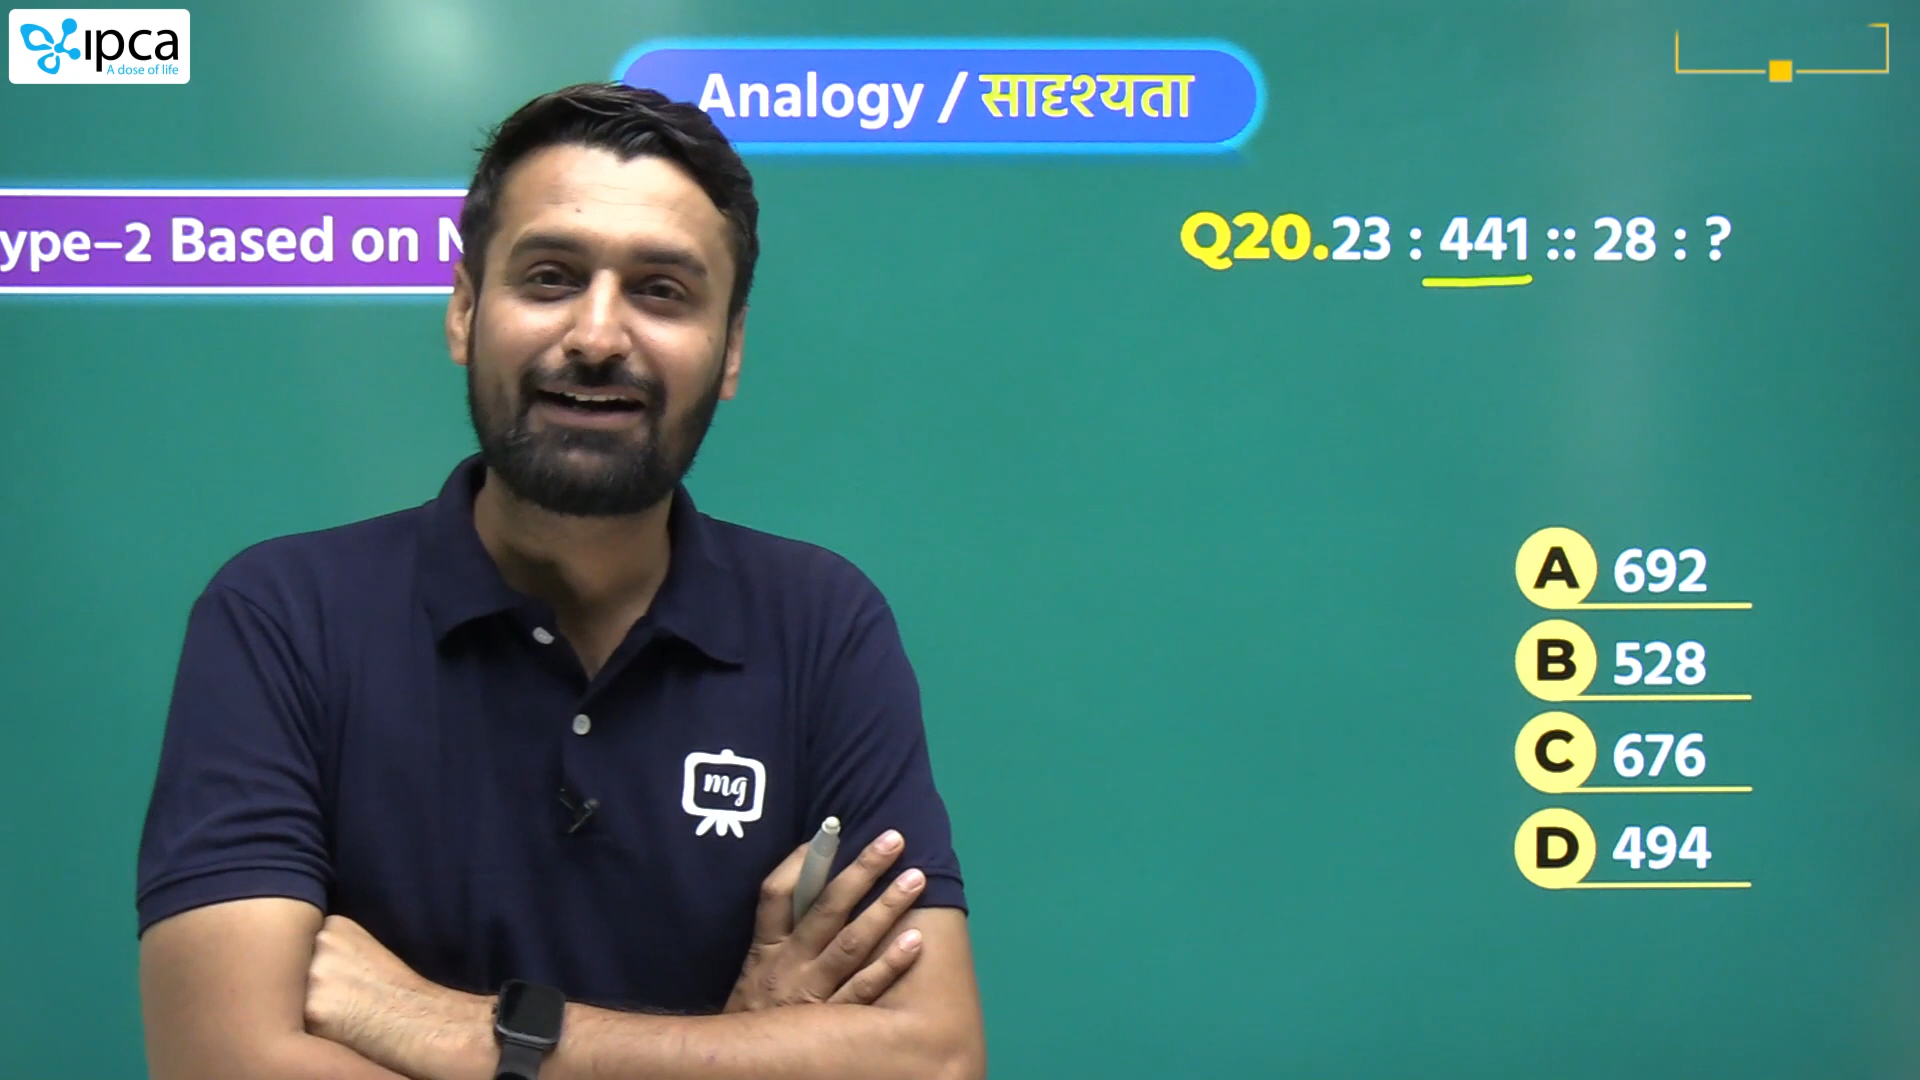 ipca
A dose of life
Analogy / सादृश्यता
ype–2 Based on N
Q20. 23 : 441 :: 28 : ?
A 692
B 528
C 676
D 494
mg